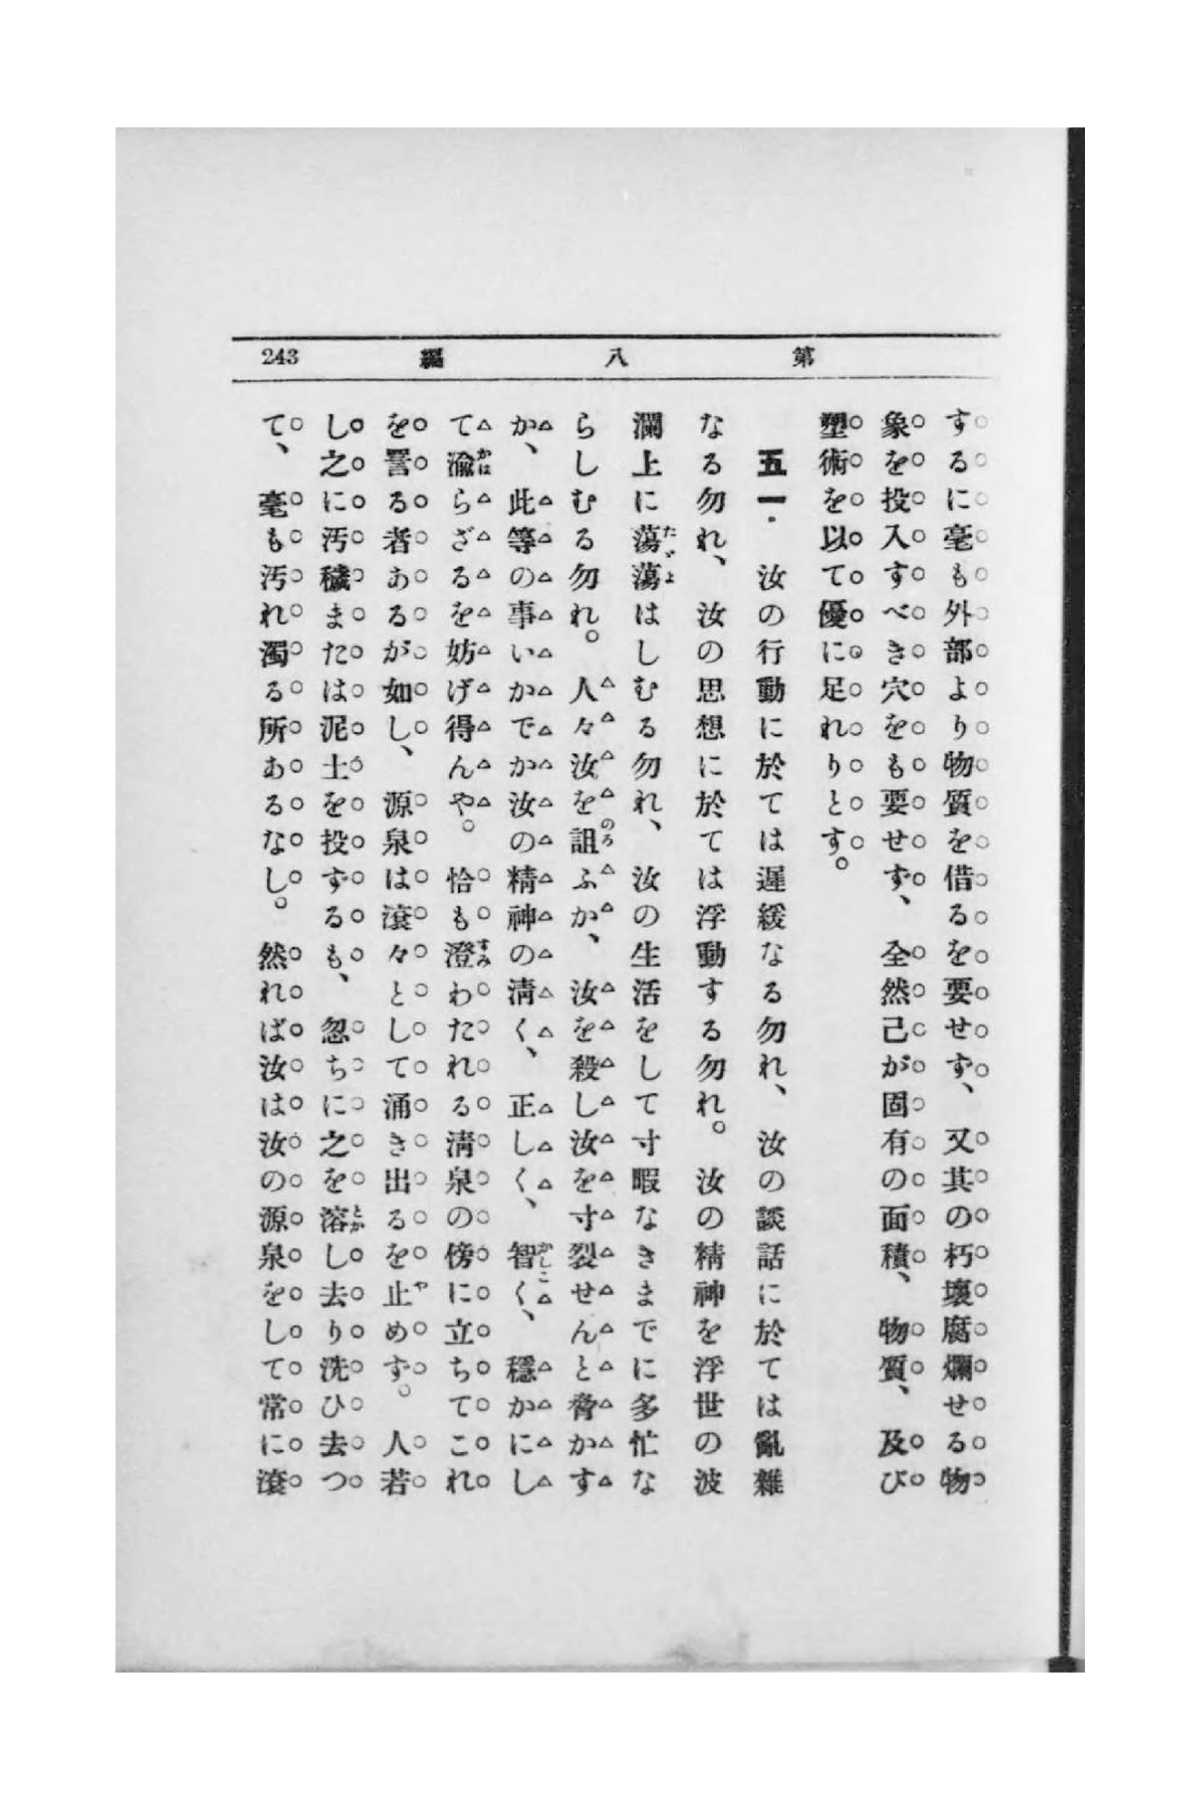 第八編 243
するに毫も外部より物質を借るを要せず、又其の朽壞腐爛せる物
象を投入すべき穴をも要せず、全然己が固有の面積、物質、及び
塑術を以て優に足れりとす。
五一. 汝の行動に於ては遲緩なる勿れ、汝の談話に於ては亂雜
なる勿れ、汝の思想に於ては浮動する勿れ。汝の精神を浮世の波
瀾上に蕩蕩はしむる勿れ、汝の生活をして寸暇なきまでに多忙な
らしむる勿れ。人々汝を詛ふか、汝を殺し汝を寸裂せんと脅かす
か、此等の事いかでか汝の精神の淸く、正しく、智く、穩かにし
て渝らざるを妨げ得んや。恰も澄わたれる淸泉の傍に立ちてこれ
を詈る者あるが如し、源泉は滾々として涌き出るを止めず。人若
し之に汚穢または泥土を投ずるも、忽ちに之を溶し去り洗ひ去つ
て、毫も汚れ濁る所あるなし。然れば汝は汝の源泉をして常に滾